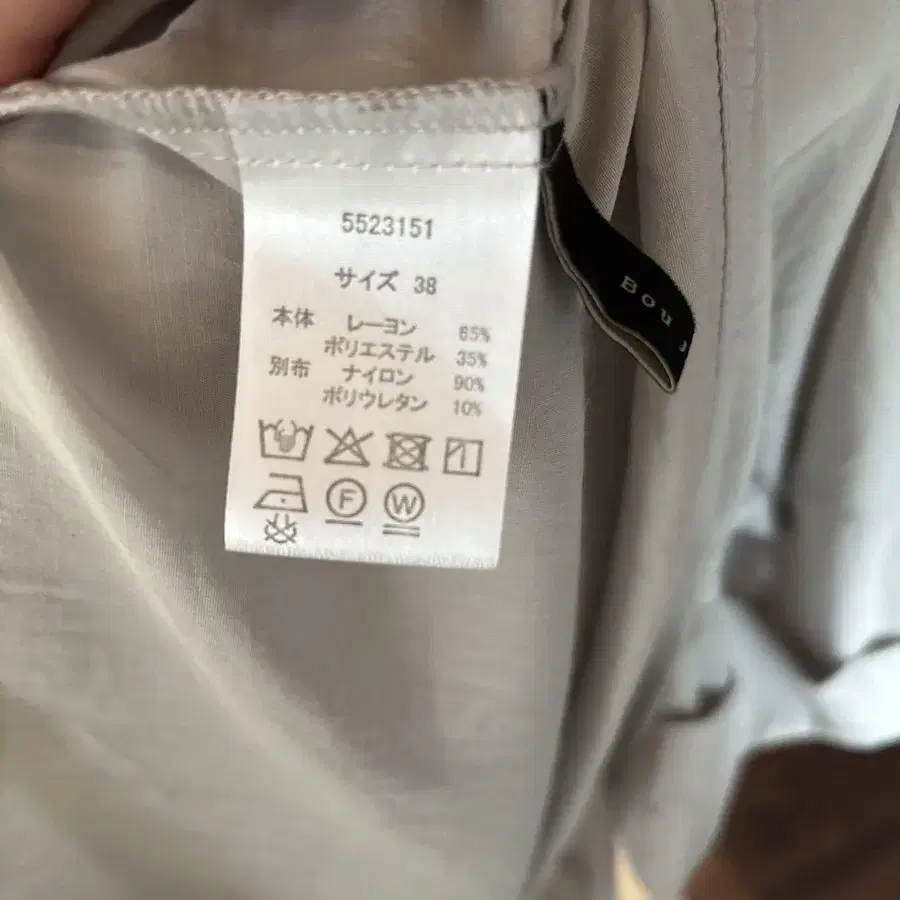 5523151
サイズ 38
本体 レーヨン 65%
ポリエステル 35%
別布 ナイロン 90%
ポリウレタン 10%
F
W
Bou